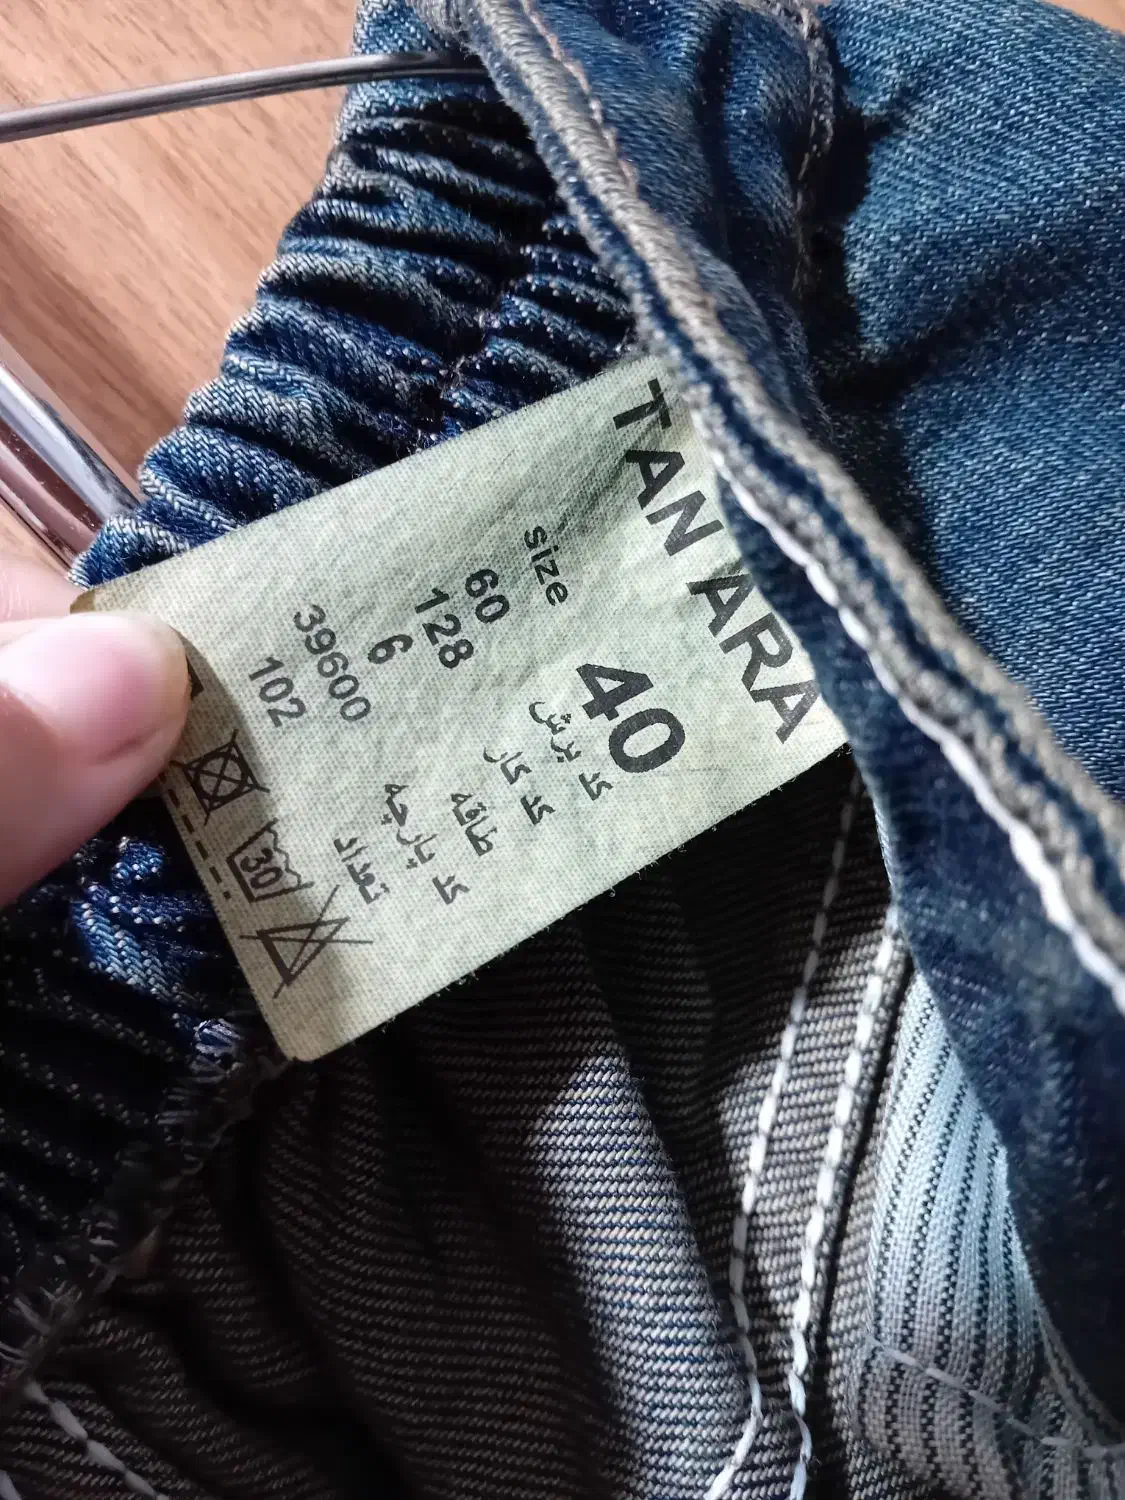 TAN ARA
size 40
60 کد برش
128 کد کار
6 طاقه
39600 کد پارچه
102 تعداد
30